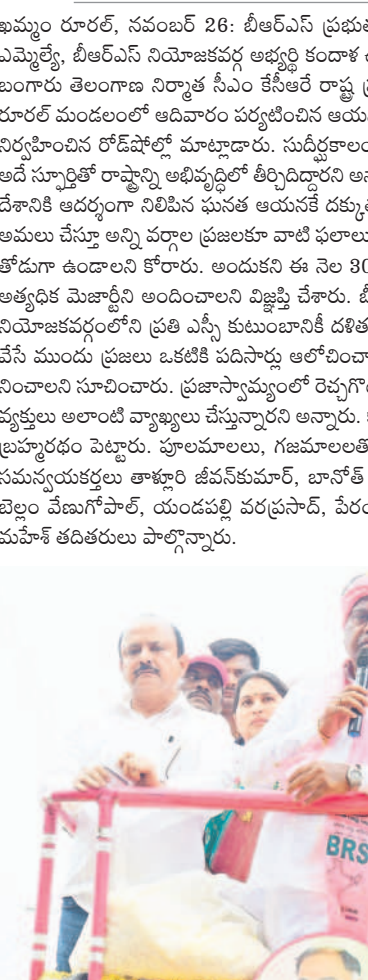 ఖమ్మం రూరల్, నవంబర్ 26: బీఆర్ఎస్ ప్రభుత
ఎమ్మెల్యే, బీఆర్ఎస్ నియోజకవర్గ అభ్యర్థి కందాళ
బంగారు తెలంగాణ నిర్మాత సీఎం కేసీఆరే రాష్ట్ర
రూరల్ మండలంలో ఆదివారం పర్యటించిన ఆయ
నిర్వహించిన రోడ్‌షోల్లో మాట్లాడారు. సుదీర్ఘకాలం
అదే స్ఫూర్తితో రాష్ట్రాన్ని అభివృద్ధిలో తీర్చిదిద్దారని అ
దేశానికి ఆదర్శంగా నిలిపిన ఘనత ఆయనకే దక్కు
అమలు చేస్తూ అన్ని వర్గాల ప్రజలకూ వాటి ఫలాలు
తోడుగా ఉండాలని కోరారు. అందుకని ఈ నెల 30
అత్యధిక మెజార్టీని అందించాలని విజ్ఞప్తి చేశారు. బీ
నియోజకవర్గంలోని ప్రతి ఎస్సీ కుటుంబానికీ దళిత
వేసే ముందు ప్రజలు ఒకటికి పదిసార్లు ఆలోచించా
నించాలని సూచించారు. ప్రజాస్వామ్యంలో రెచ్చగొ
వ్యక్తులు అలాంటి వ్యాఖ్యలు చేస్తున్నారని అన్నారు.
బ్రహ్మరథం పెట్టారు. పూలమాలలు, గజమాలలత
సమన్వయకర్తలు తాళ్లూరి జీవన్‌కుమార్, బానోత్
బెల్లం వేణుగోపాల్, యండపల్లి వరప్రసాద్, పేరం
మహేశ్ తదితరులు పాల్గొన్నారు.
BRS